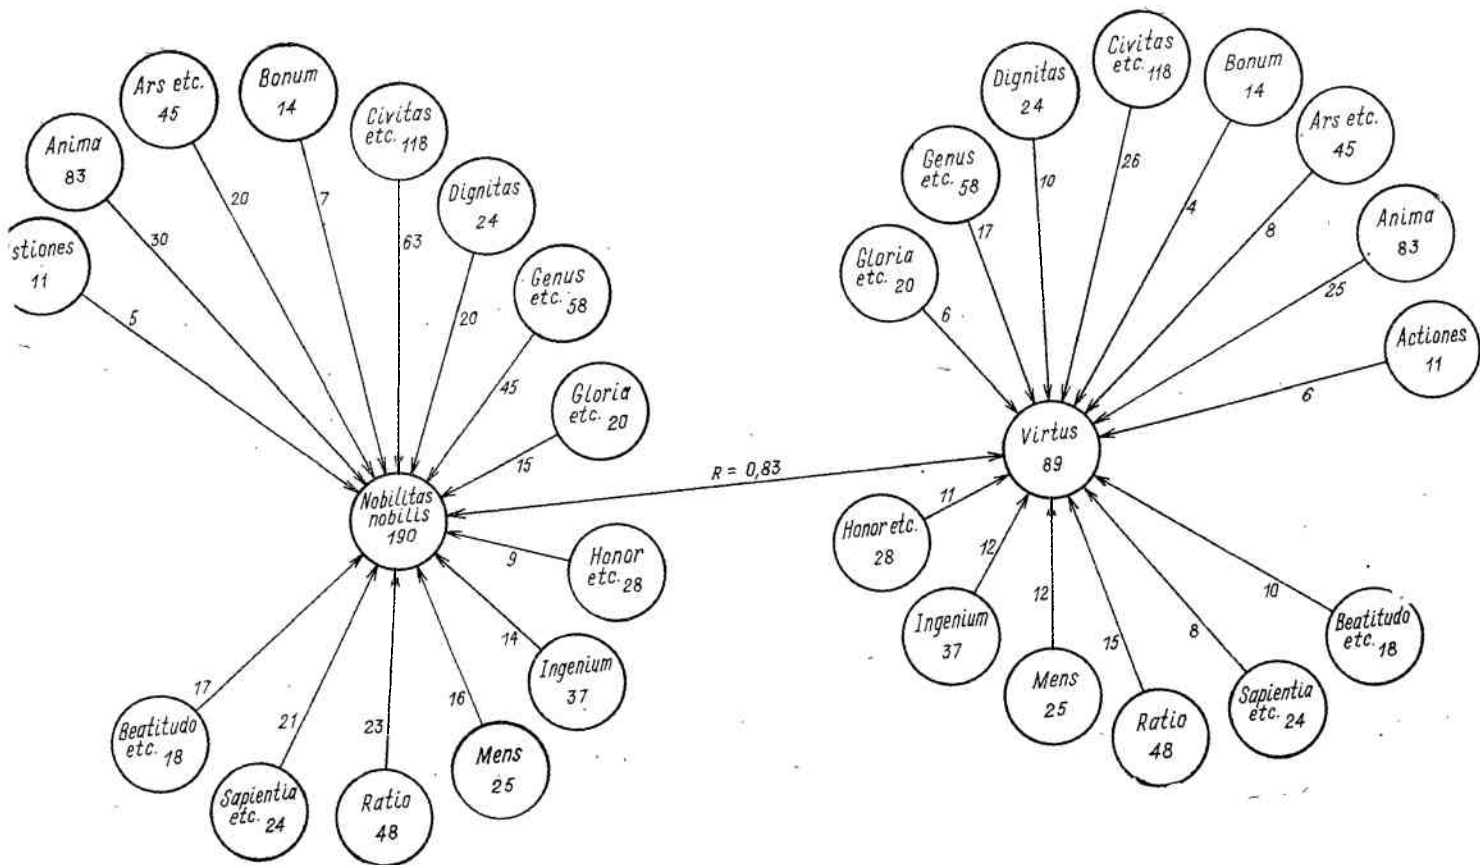 Ars etc.
45
Bonum
14
Civitas
etc. 118
Anima
83
Dignitas
24
stiones
11
Genus
etc. 58
Gloria
etc. 20
5
30
20
7
63
20
45
15
Nobilitas
nobilis
190
9
Honor
etc. 28
14
Ingenium
37
16
Mens
25
23
Ratio
48
21
Sapientia
etc. 24
17
Beatitudo
etc. 18
R = 0,83
Civitas
etc. 118
Dignitas
24
Bonum
14
Genus
etc. 58
Ars etc.
45
Gloria
etc. 20
Anima
83
Actiones
11
6
17
10
26
4
8
25
6
Virtus
89
11
Honor etc.
28
12
Ingenium
37
12
Mens
25
15
Ratio
48
8
Sapientia
etc. 24
10
Beatitudo
etc. 18